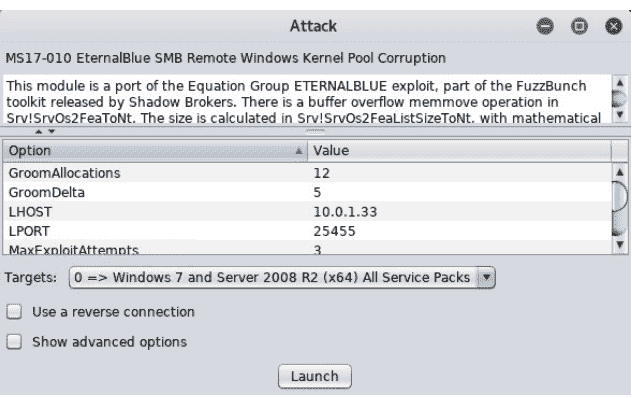 Attack
MS17-010 EternalBlue SMB Remote Windows Kernel Pool Corruption
This module is a port of the Equation Group ETERNALBLUE exploit, part of the FuzzBunch
toolkit released by Shadow Brokers. There is a buffer overflow memmove operation in
Srv!SrvOs2FeaToNt. The size is calculated in Srv!SrvOs2FeaListSizeToNt, with mathematical
Option Value
GroomAllocations 12
GroomDelta 5
LHOST 10.0.1.33
LPORT 25455
MaxExploitAttempts 3
Targets: 0 => Windows 7 and Server 2008 R2 (x64) All Service Packs
Use a reverse connection
Show advanced options
Launch